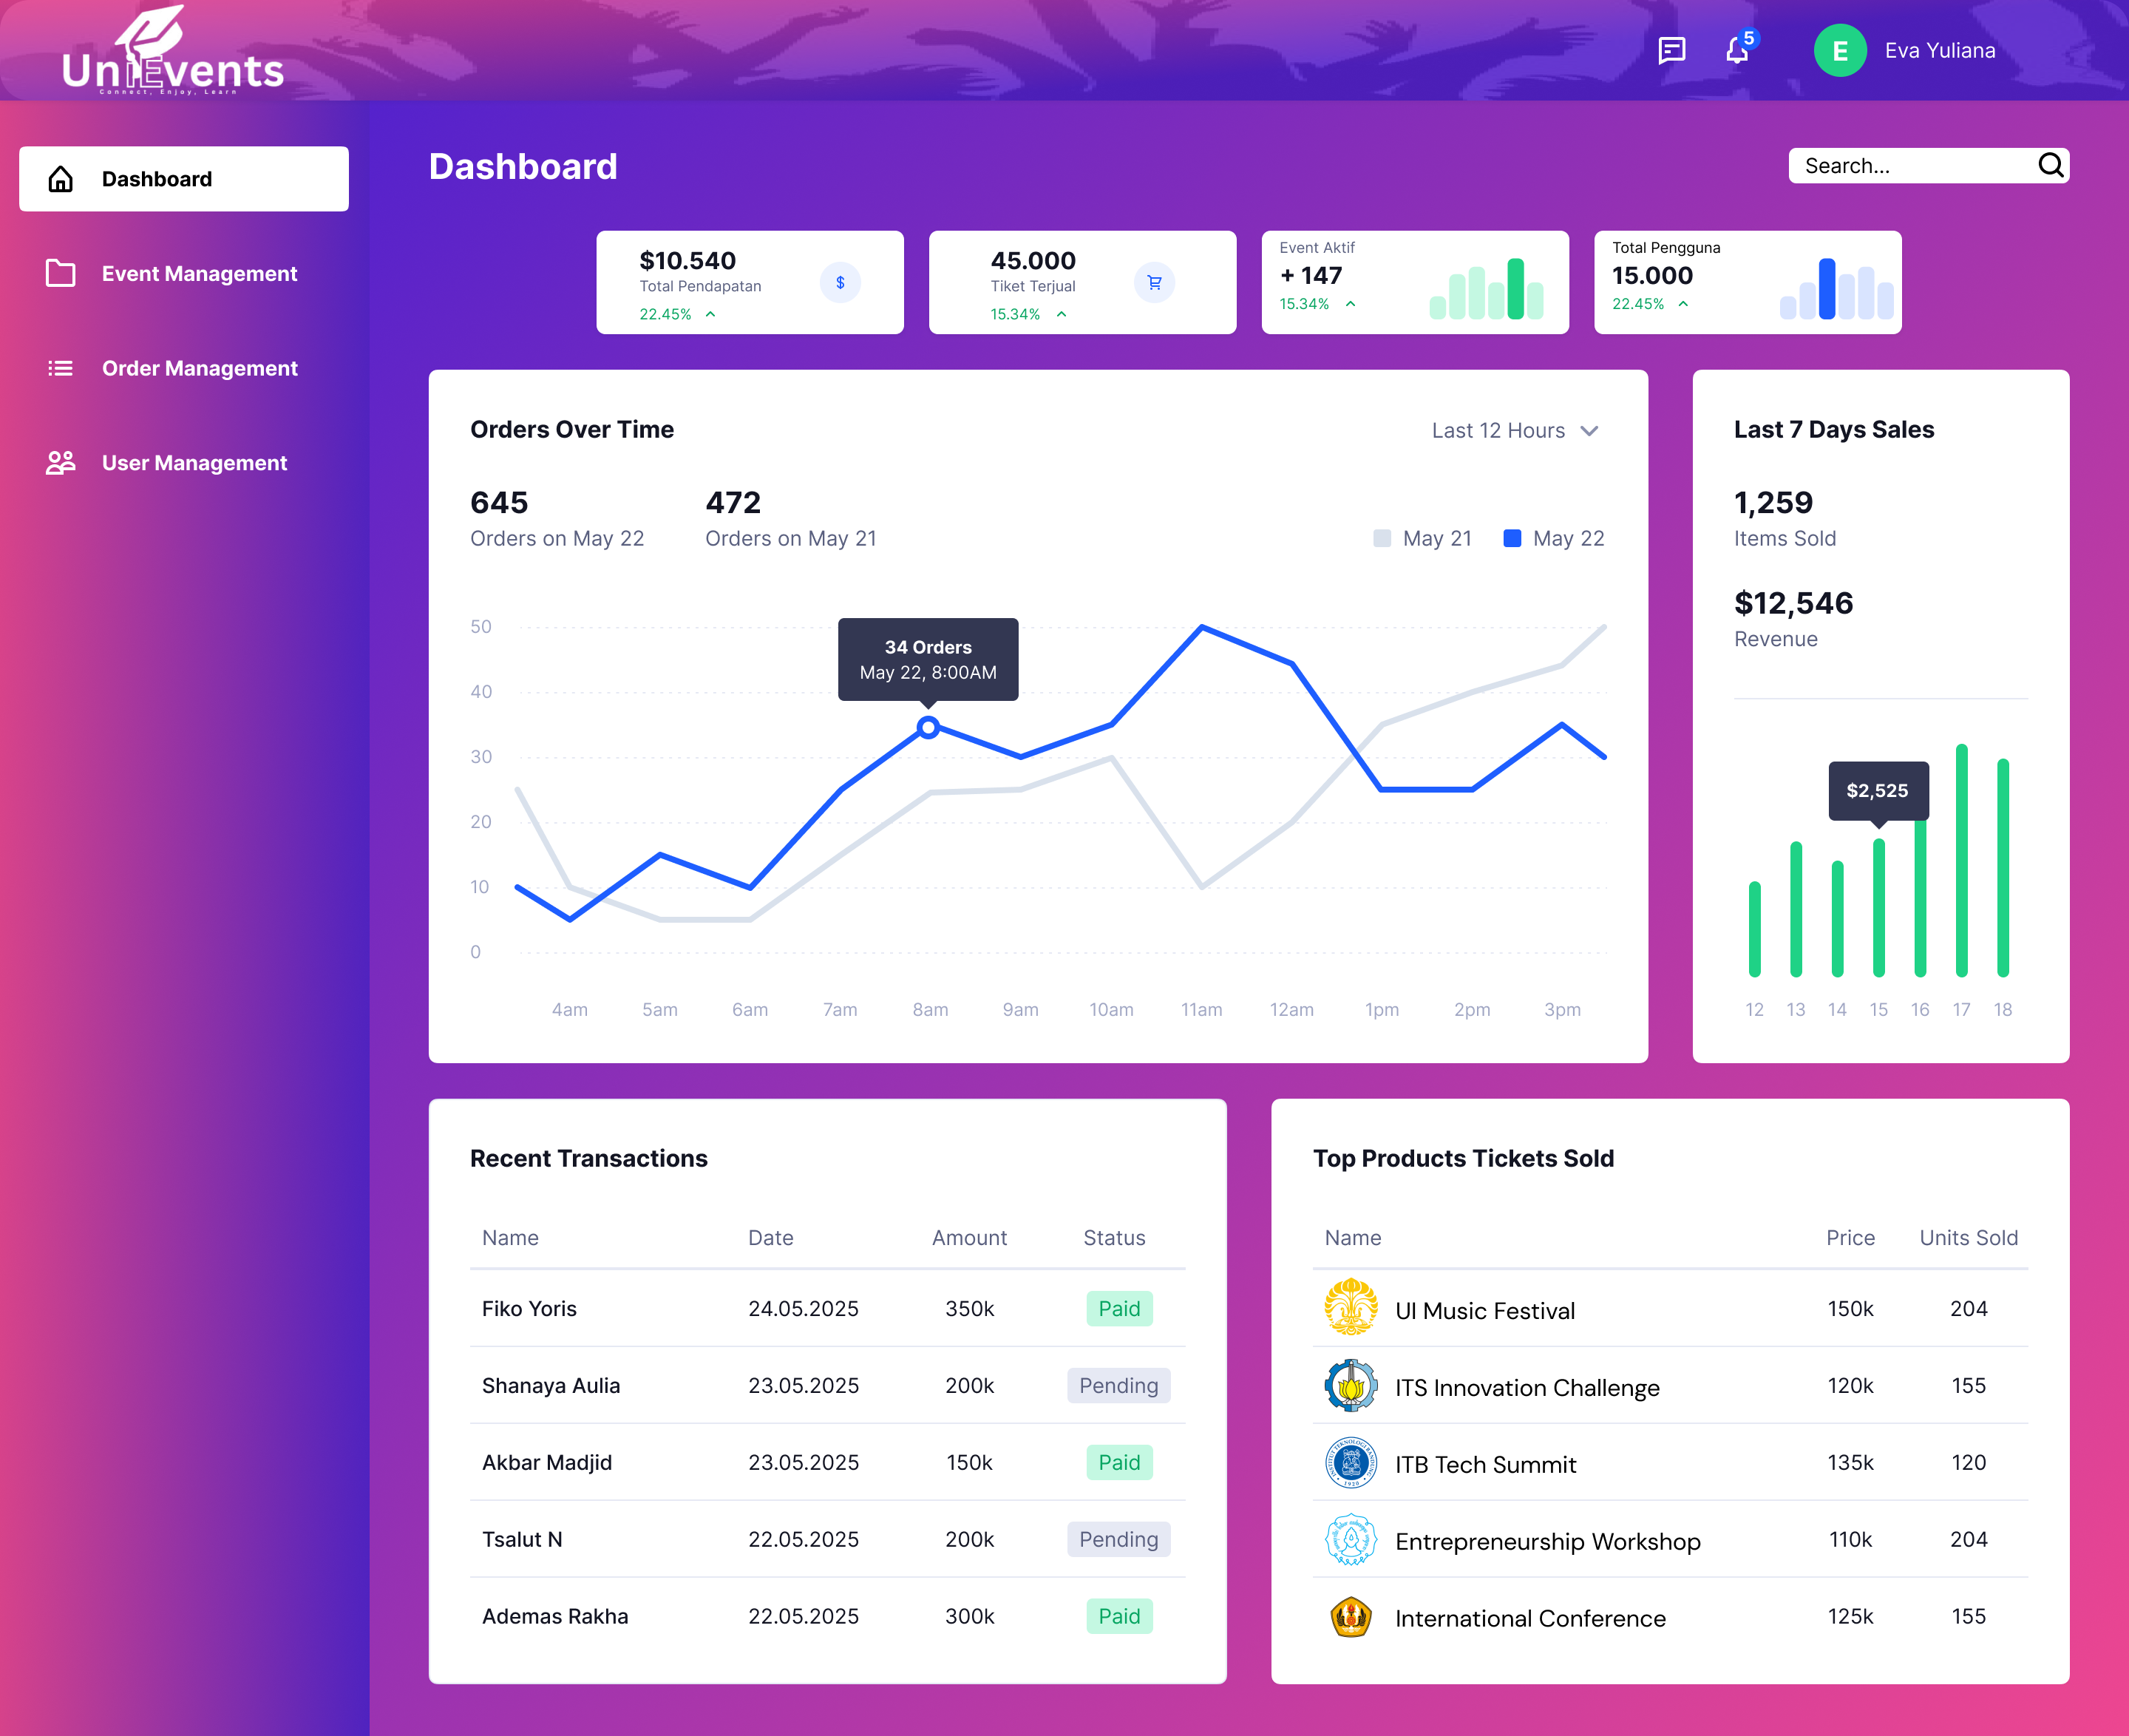 UniEvents
Connect, Enjoy, Learn
5
E
Eva Yuliana
Dashboard
Event Management
Order Management
User Management
Dashboard
Search...
$10.540
Total Pendapatan
22.45%
$
45.000
Tiket Terjual
15.34%
Event Aktif
+ 147
15.34%
Total Pengguna
15.000
22.45%
Orders Over Time
Last 12 Hours
645
Orders on May 22
472
Orders on May 21
May 21
May 22
50
40
30
20
10
0
34 Orders
May 22, 8:00AM
4am 5am 6am 7am 8am 9am 10am 11am 12am 1pm 2pm 3pm
Last 7 Days Sales
1,259
Items Sold
$12,546
Revenue
$2,525
12 13 14 15 16 17 18
Recent Transactions
Name Date Amount Status
Fiko Yoris 24.05.2025 350k Paid
Shanaya Aulia 23.05.2025 200k Pending
Akbar Madjid 23.05.2025 150k Paid
Tsalut N 22.05.2025 200k Pending
Ademas Rakha 22.05.2025 300k Paid
Top Products Tickets Sold
Name Price Units Sold
UI Music Festival 150k 204
ITS Innovation Challenge 120k 155
INSTITUT TEKNOLOGI BANDUNG
1920
ITB Tech Summit 135k 120
Entrepreneurship Workshop 110k 204
International Conference 125k 155